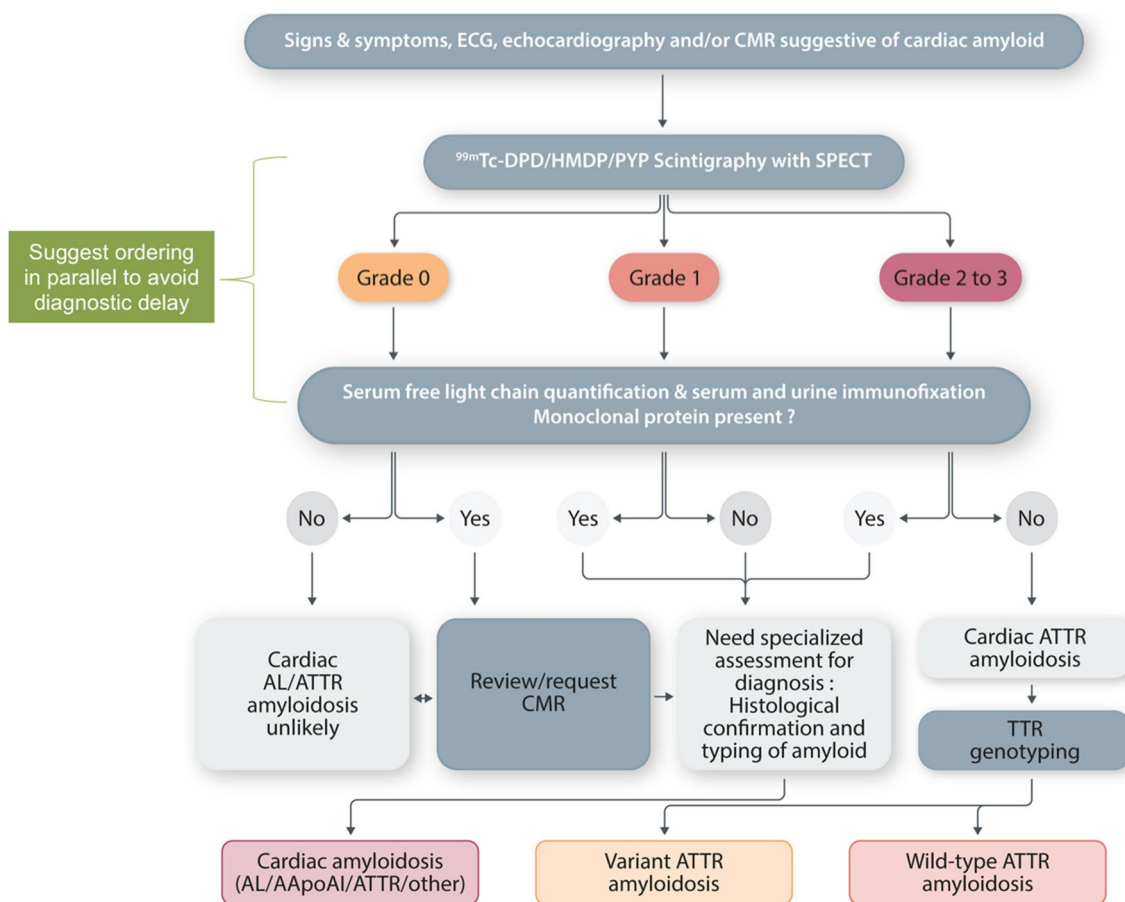 Signs & symptoms, ECG, echocardiography and/or CMR suggestive of cardiac amyloid
⁹⁹ᵐTc-DPD/HMDP/PYP Scintigraphy with SPECT
Suggest ordering
in parallel to avoid
diagnostic delay
Grade 0
Grade 1
Grade 2 to 3
Serum free light chain quantification & serum and urine immunofixation
Monoclonal protein present ?
No
Yes
Yes
No
Yes
No
Cardiac
AL/ATTR
amyloidosis
unlikely
Review/request
CMR
Need specialized
assessment for
diagnosis :
Histological
confirmation and
typing of amyloid
Cardiac ATTR
amyloidosis
TTR
genotyping
Cardiac amyloidosis
(AL/AApoAI/ATTR/other)
Variant ATTR
amyloidosis
Wild-type ATTR
amyloidosis